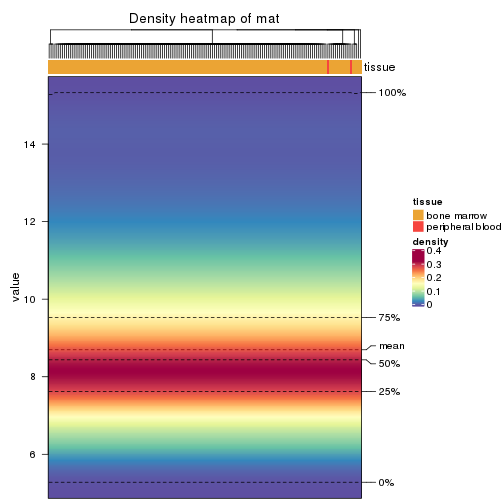 Density heatmap of mat
tissue
100%
14
12
10
8
6
value
75%
mean
50%
25%
0%
tissue
bone marrow
peripheral blood
density
0.4
0.3
0.2
0.1
0